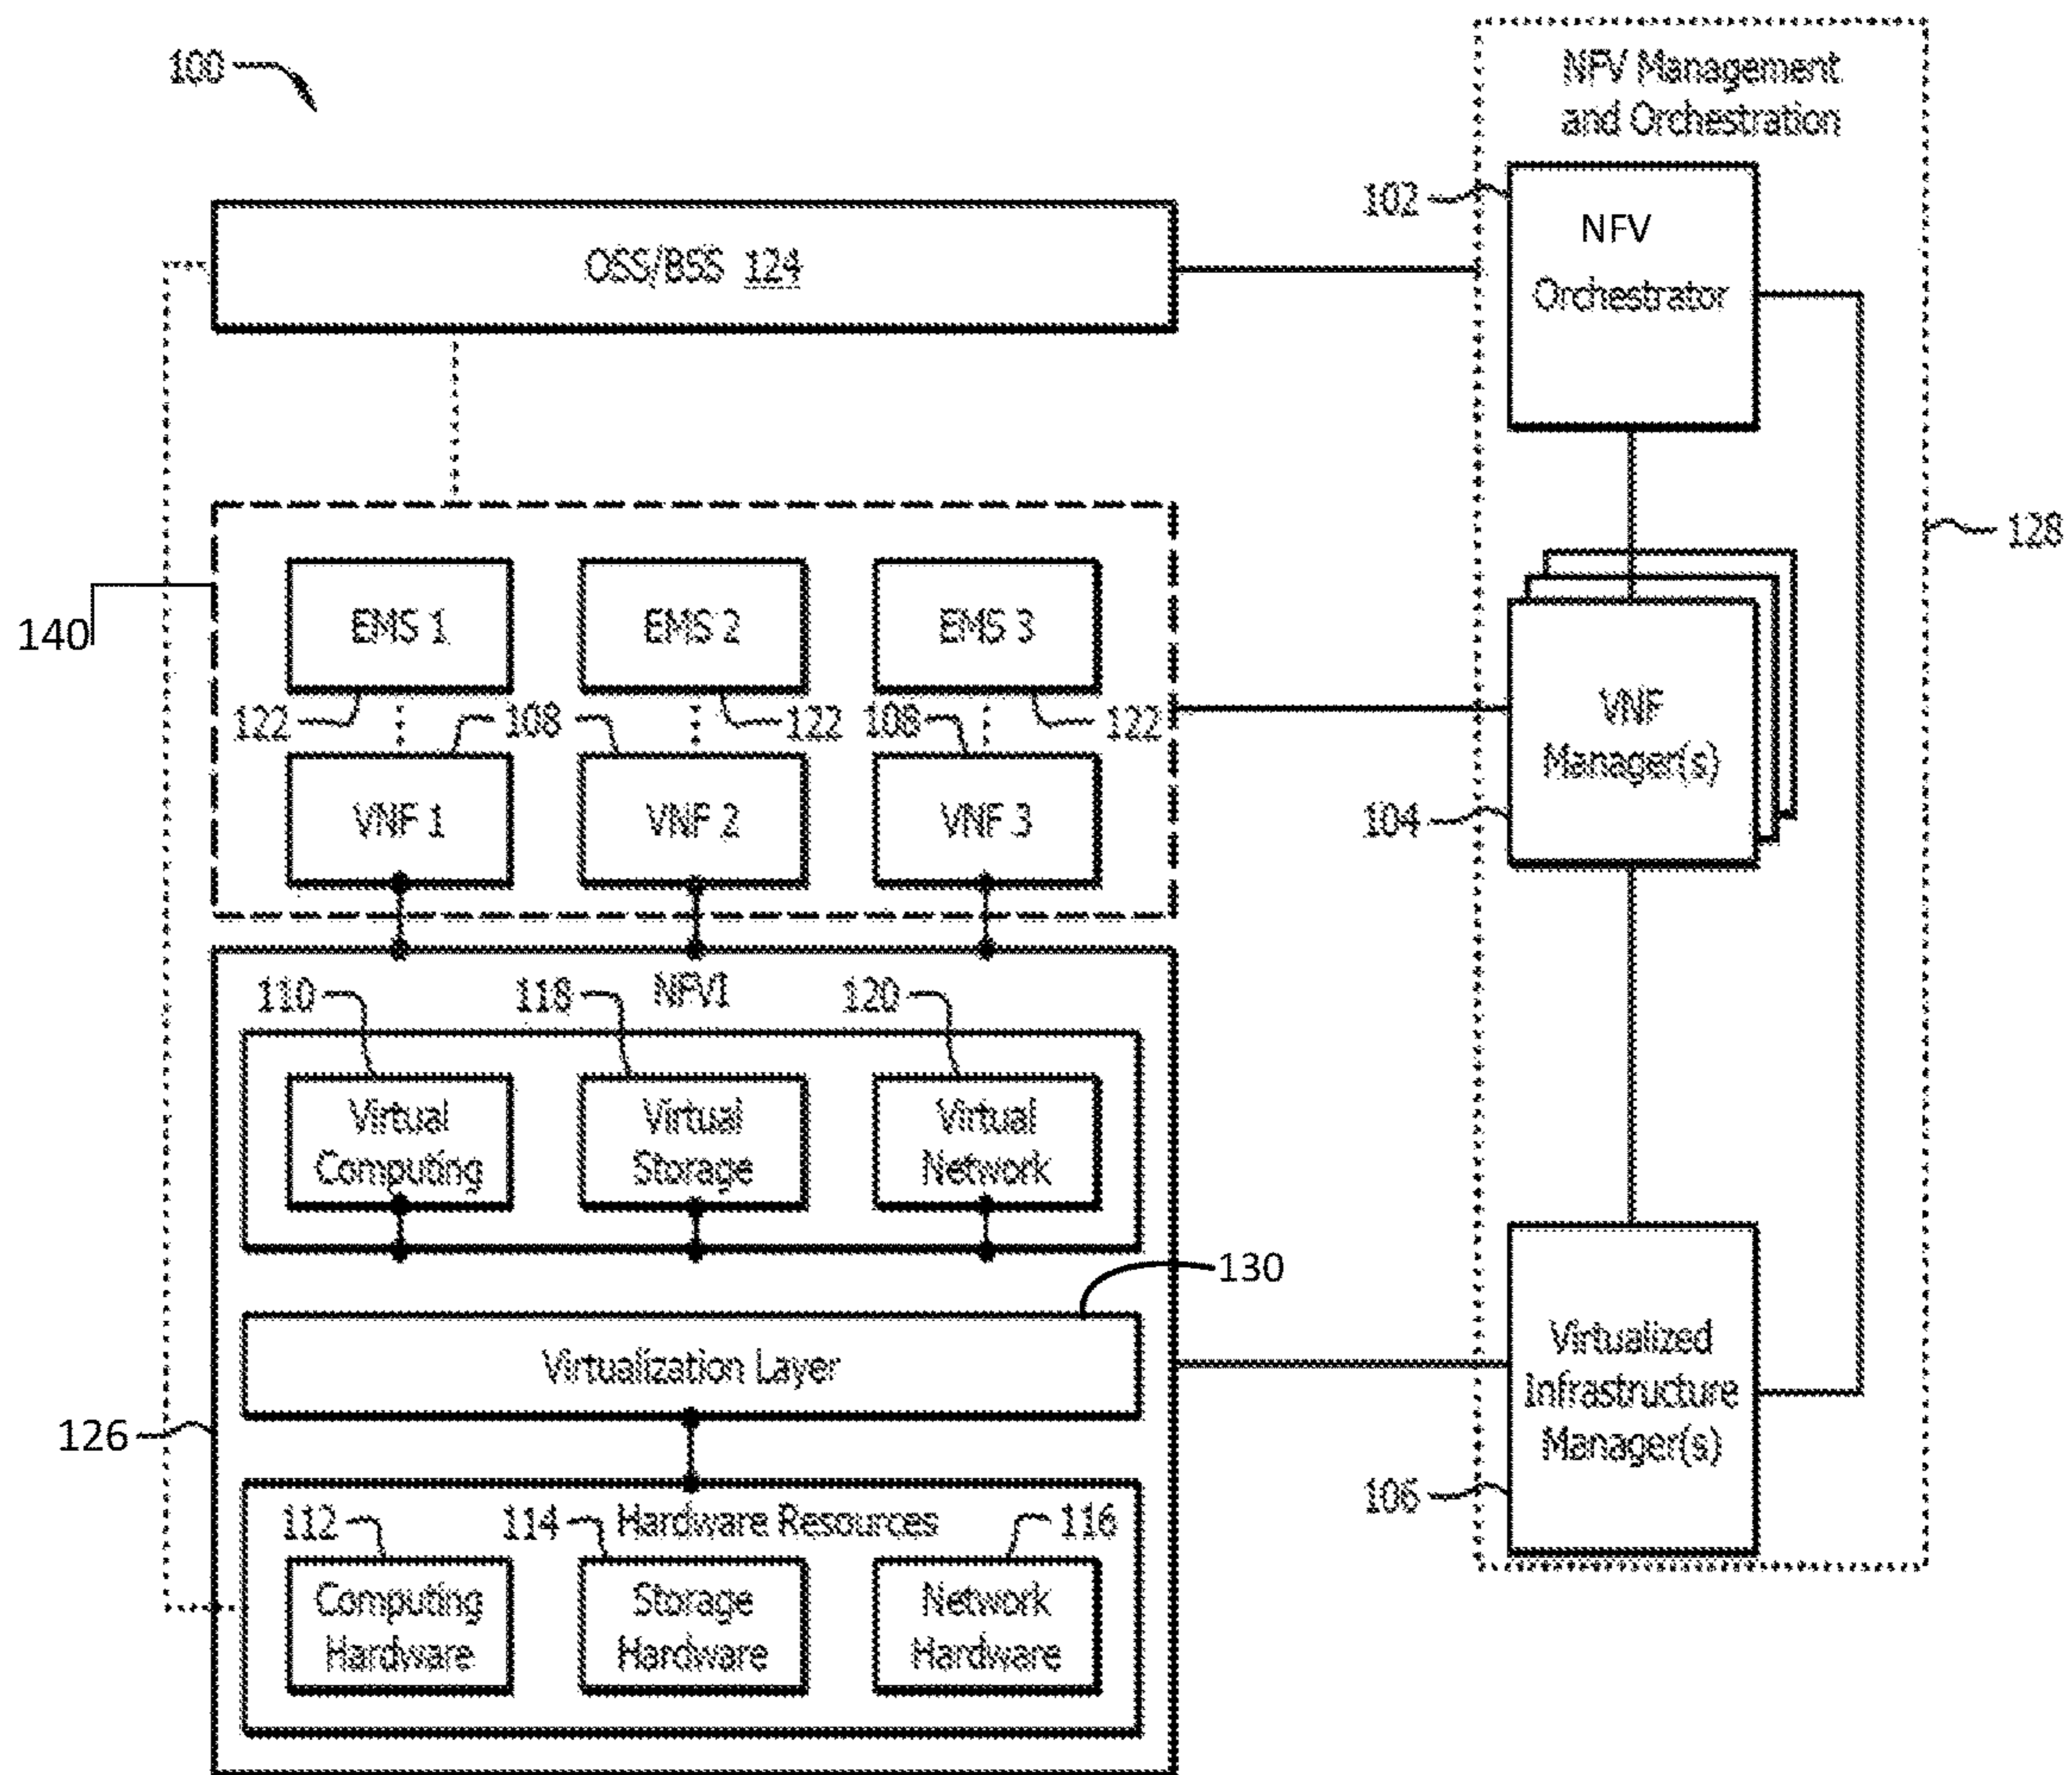 100
NFV Management
and Orchestration
102
NFV
Orchestrator
OSS/BSS 124
128
140
EMS 1
EMS 2
EMS 3
122
108
122
108
122
VNF 1
VNF 2
VNF 3
VNF
Manager(s)
104
NFVI
110
118
120
Virtual
Computing
Virtual
Storage
Virtual
Network
130
Virtualization Layer
126
Virtualized
Infrastructure
Manager(s)
106
Hardware Resources
112
114
116
Computing
Hardware
Storage
Hardware
Network
Hardware